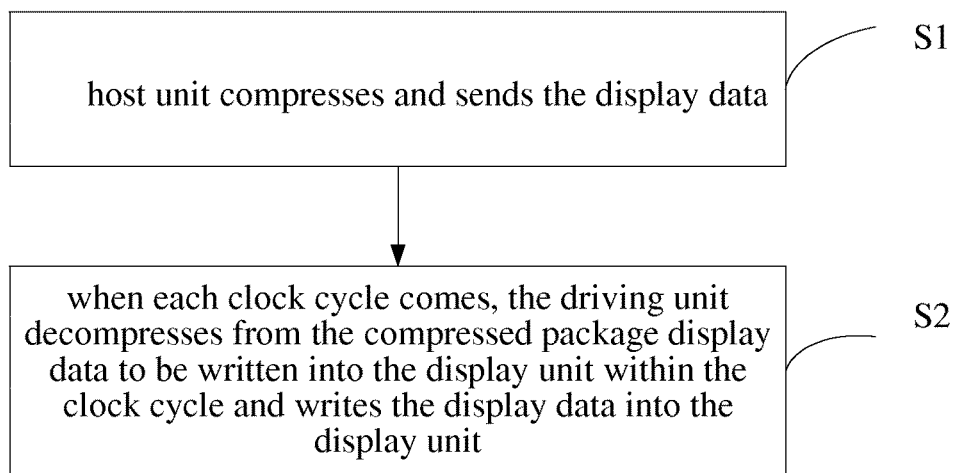 S1
host unit compresses and sends the display data
when each clock cycle comes, the driving unit
decompresses from the compressed package display
data to be written into the display unit within the
clock cycle and writes the display data into the
display unit
S2